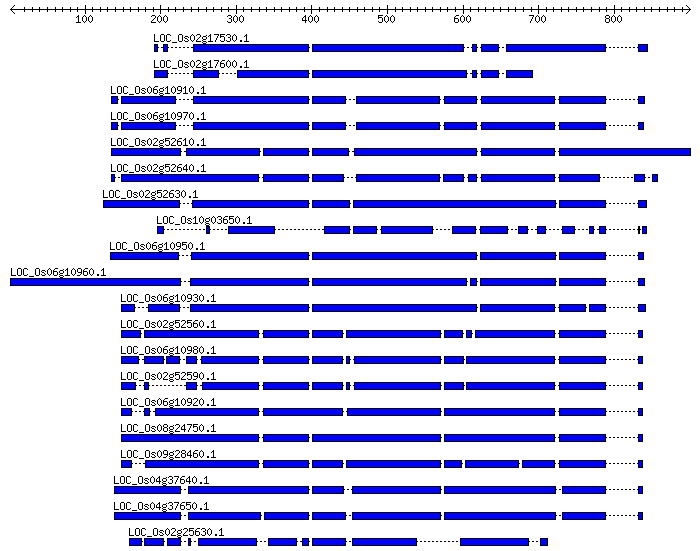 100 200 300 400 500 600 700 800
LOC_Os02g17530.1
LOC_Os02g17600.1
LOC_Os06g10910.1
LOC_Os06g10970.1
LOC_Os02g52610.1
LOC_Os02g52640.1
LOC_Os02g52630.1
LOC_Os10g03650.1
LOC_Os06g10950.1
LOC_Os06g10960.1
LOC_Os06g10930.1
LOC_Os02g52560.1
LOC_Os06g10980.1
LOC_Os02g52590.1
LOC_Os06g10920.1
LOC_Os08g24750.1
LOC_Os09g28460.1
LOC_Os04g37640.1
LOC_Os04g37650.1
LOC_Os02g25630.1